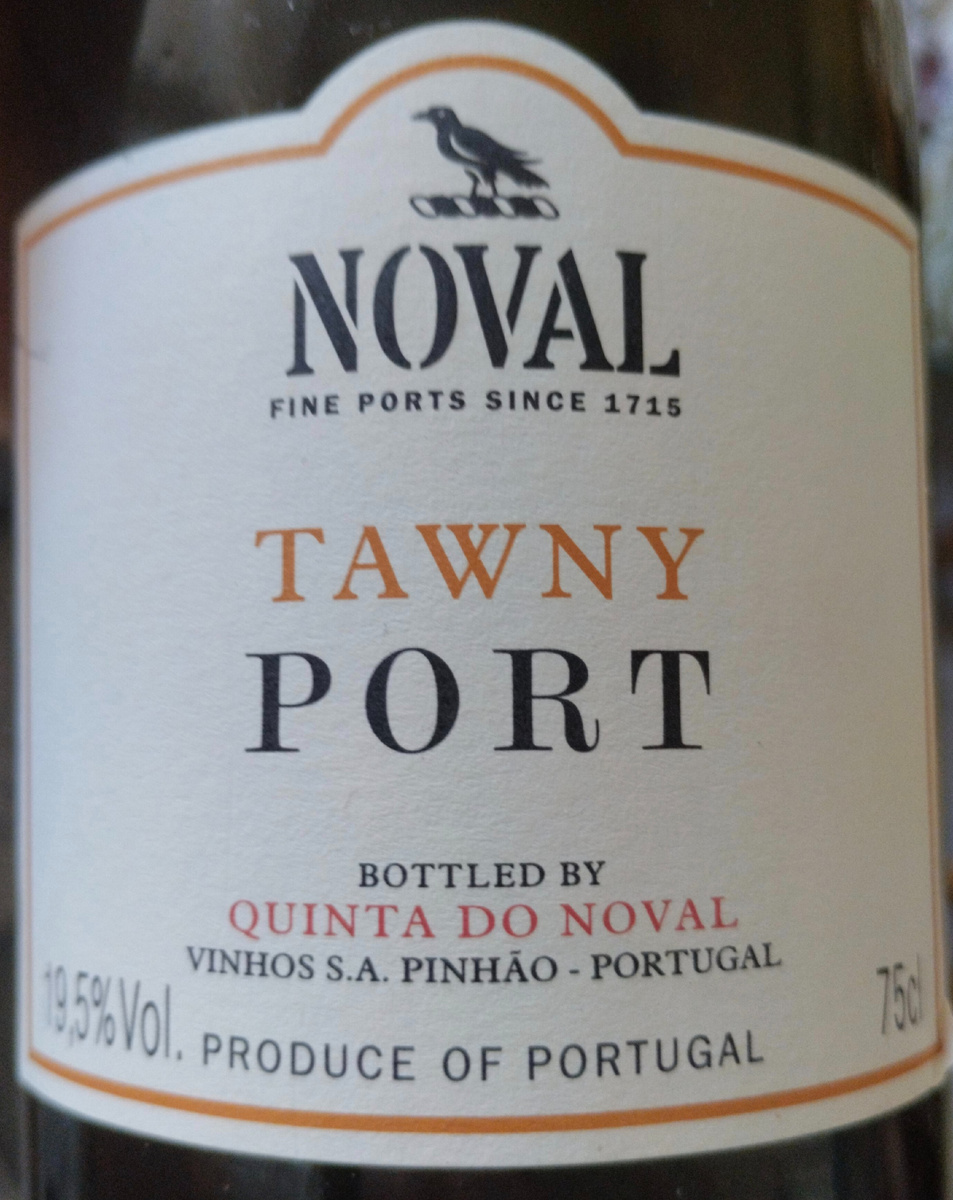 NOVAL
FINE PORTS SINCE 1715
TAWNY
PORT
BOTTLED BY
QUINTA DO NOVAL
VINHOS S.A. PINHÃO - PORTUGAL
19,5%Vol.
75cl
PRODUCE OF PORTUGAL